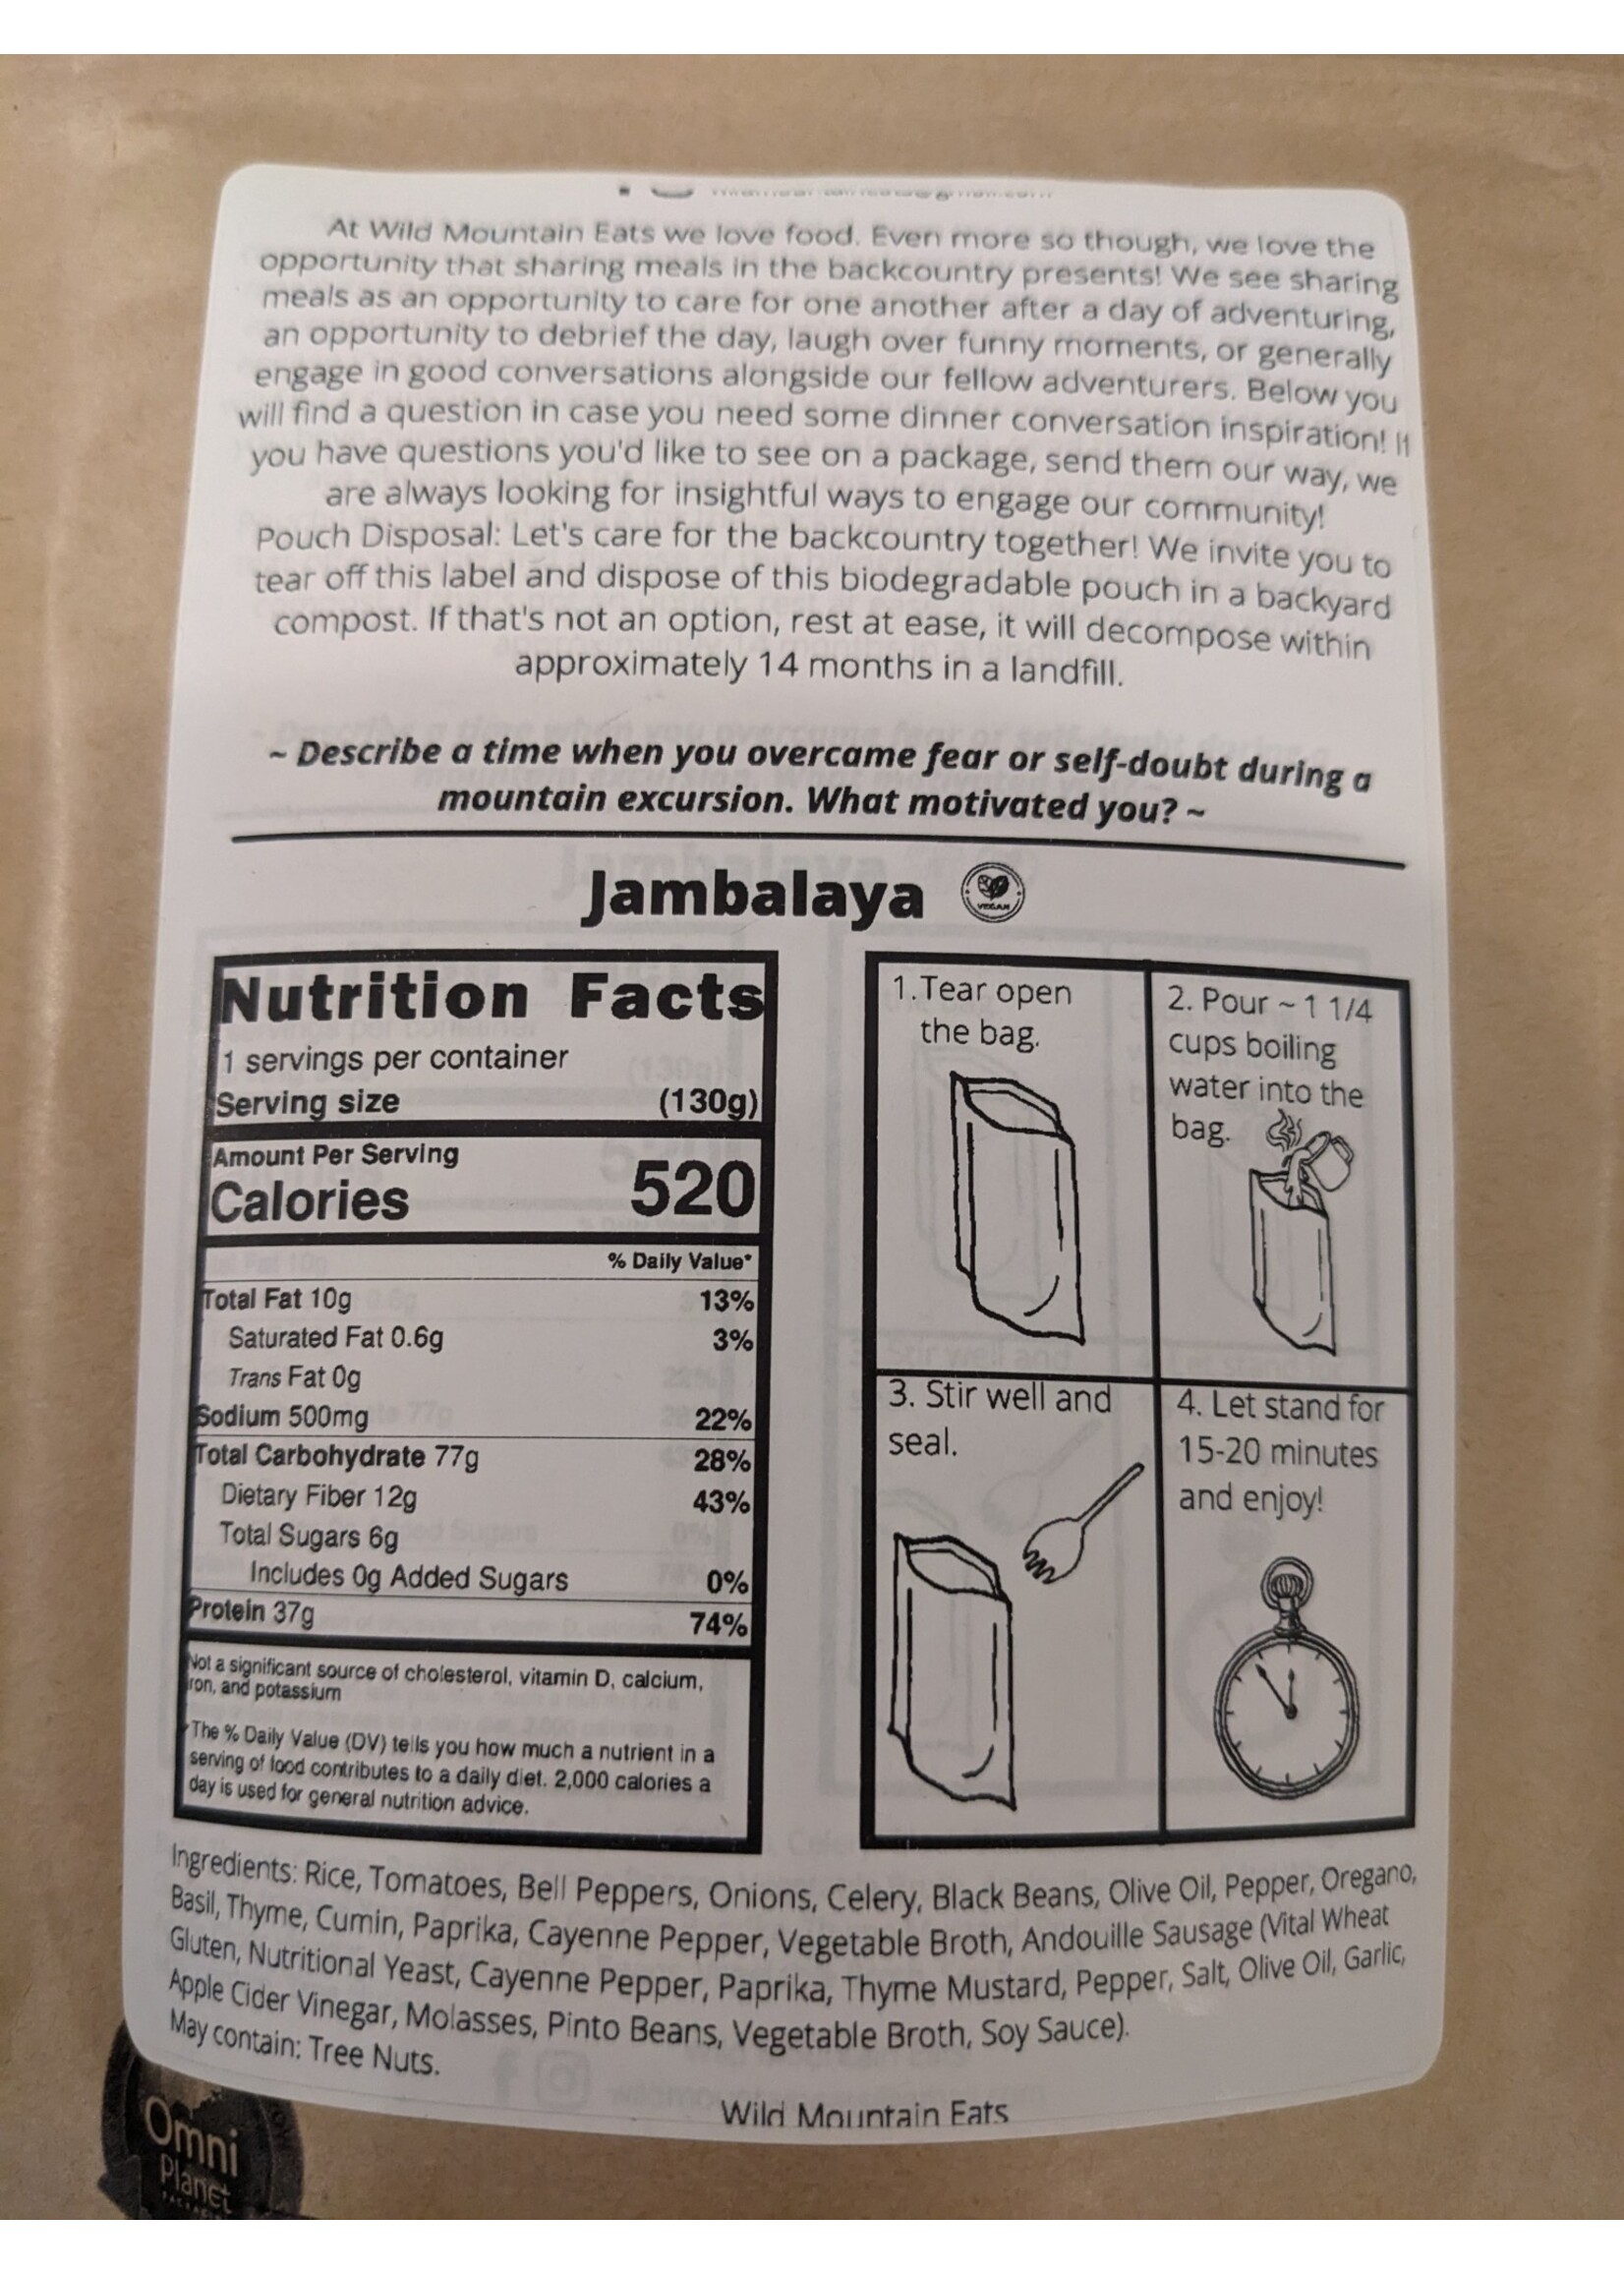 At Wild Mountain Eats we love food. Even more so though, we love the
opportunity that sharing meals in the backcountry presents! We see sharing
meals as an opportunity to care for one another after a day of adventuring,
an opportunity to debrief the day, laugh over funny moments, or generally
engage in good conversations alongside our fellow adventurers. Below you
will find a question in case you need some dinner conversation inspiration! If
you have questions you'd like to see on a package, send them our way, we
are always looking for insightful ways to engage our community!
Pouch Disposal: Let's care for the backcountry together! We invite you to
tear off this label and dispose of this biodegradable pouch in a backyard
compost. If that's not an option, rest at ease, it will decompose within
approximately 14 months in a landfill.
~ Describe a time when you overcame fear or self-doubt during a
mountain excursion. What motivated you? ~
Jambalaya
VEGAN
Nutrition Facts
1 servings per container
Serving size (130g)
Amount Per Serving
Calories 520
% Daily Value*
Total Fat 10g 13%
Saturated Fat 0.6g 3%
Trans Fat 0g
Sodium 500mg 22%
Total Carbohydrate 77g 28%
Dietary Fiber 12g 43%
Total Sugars 6g
Includes 0g Added Sugars 0%
Protein 37g 74%
Not a significant source of cholesterol, vitamin D, calcium,
iron, and potassium
*The % Daily Value (DV) tells you how much a nutrient in a
serving of food contributes to a daily diet. 2,000 calories a
day is used for general nutrition advice.
1. Tear open
the bag.
2. Pour ~ 1 1/4
cups boiling
water into the
bag.
3. Stir well and
seal.
4. Let stand for
15-20 minutes
and enjoy!
Ingredients: Rice, Tomatoes, Bell Peppers, Onions, Celery, Black Beans, Olive Oil, Pepper, Oregano,
Basil, Thyme, Cumin, Paprika, Cayenne Pepper, Vegetable Broth, Andouille Sausage (Vital Wheat
Gluten, Nutritional Yeast, Cayenne Pepper, Paprika, Thyme Mustard, Pepper, Salt, Olive Oil, Garlic,
Apple Cider Vinegar, Molasses, Pinto Beans, Vegetable Broth, Soy Sauce).
May contain: Tree Nuts.
Wild Mountain Eats
Omni
Planet